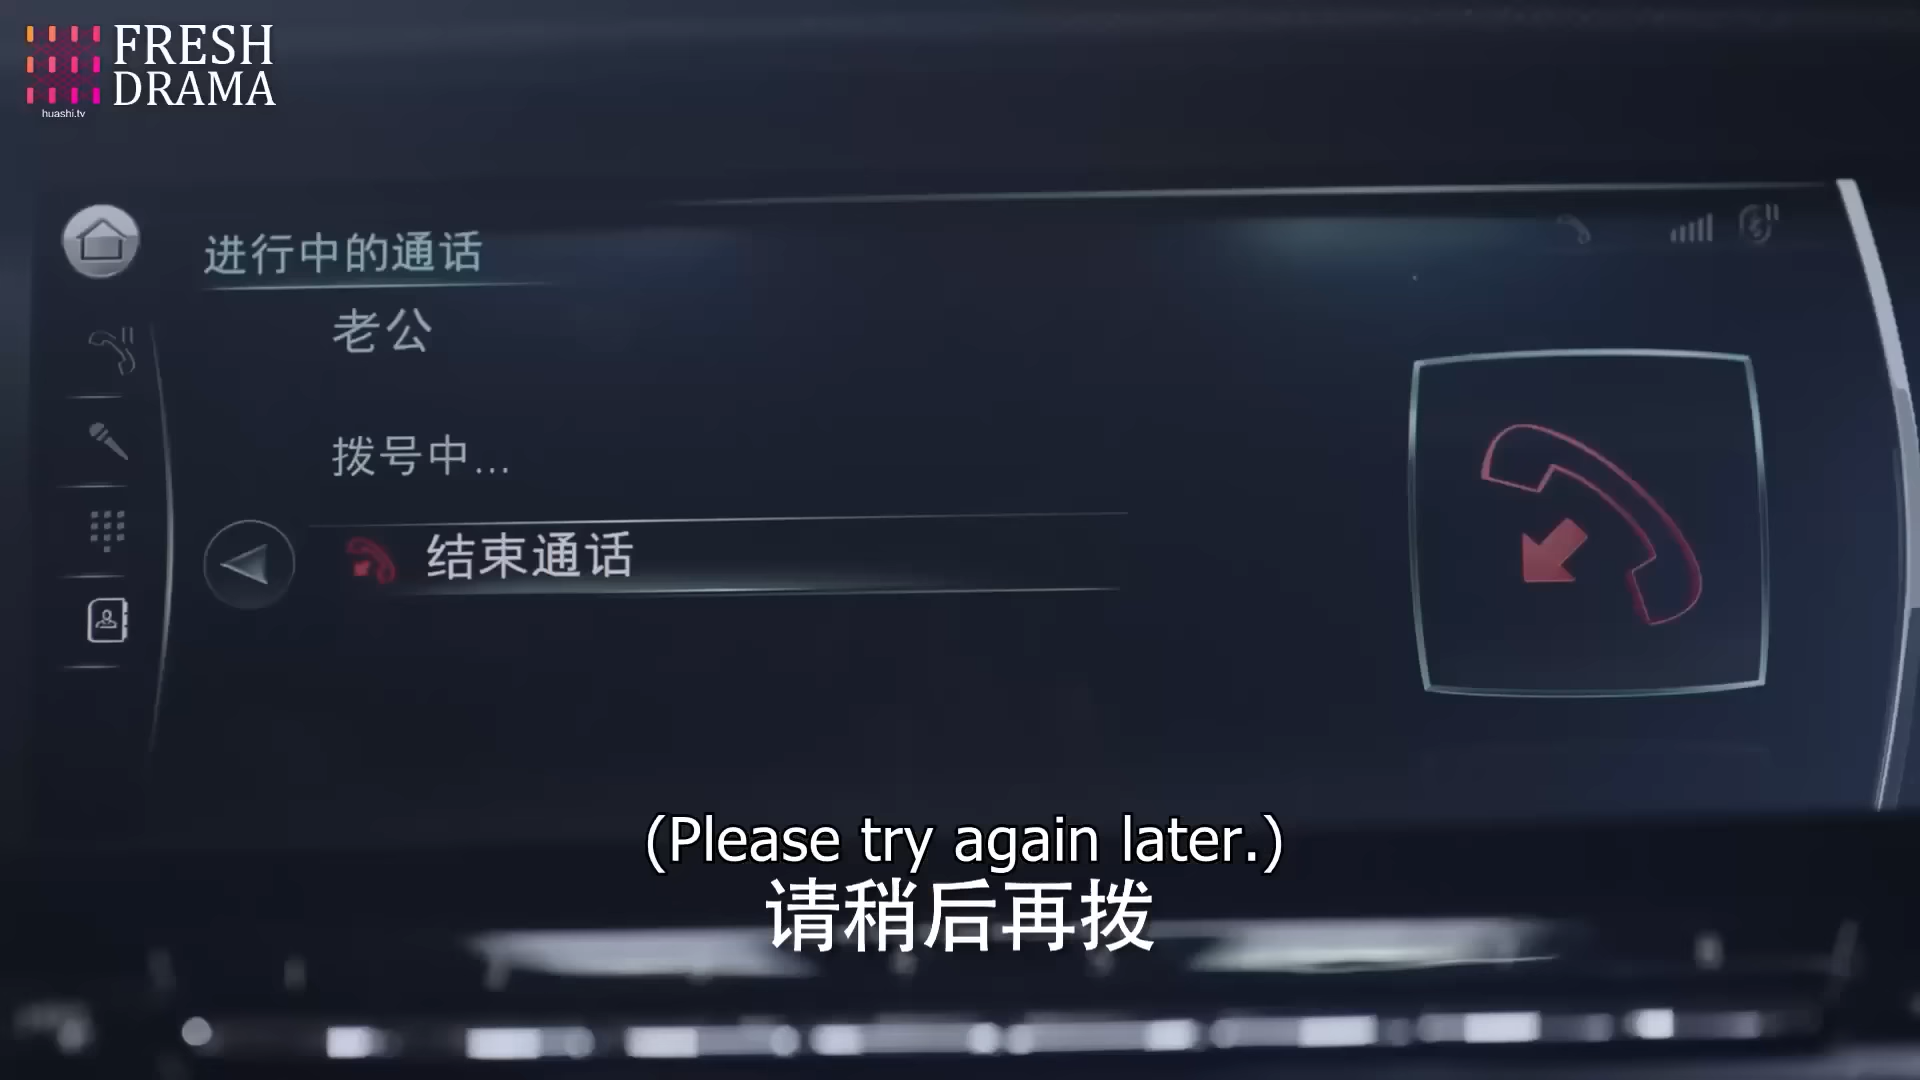 FRESH
DRAMA
huashi.tv
进行中的通话
老公
拨号中...
结束通话
(Please try again later.)
请稍后再拨